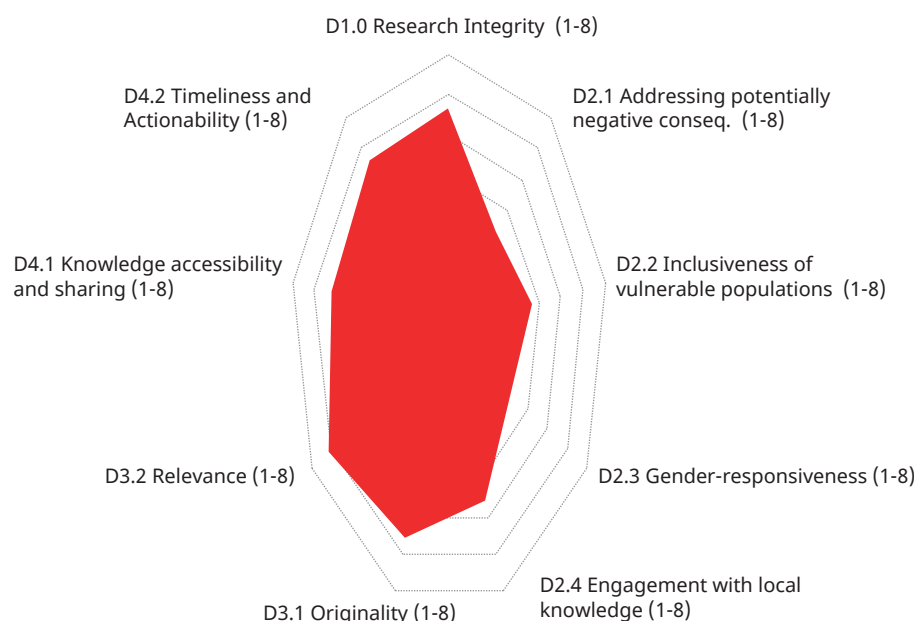 D1.0 Research Integrity  (1-8)
D4.2 Timeliness and
Actionability (1-8)
D2.1 Addressing potentially
negative conseq.  (1-8)
D4.1 Knowledge accessibility
and sharing (1-8)
D2.2 Inclusiveness of
vulnerable populations  (1-8)
D3.2 Relevance (1-8)
D2.3 Gender-responsiveness (1-8)
D3.1 Originality (1-8)
D2.4 Engagement with local
knowledge (1-8)